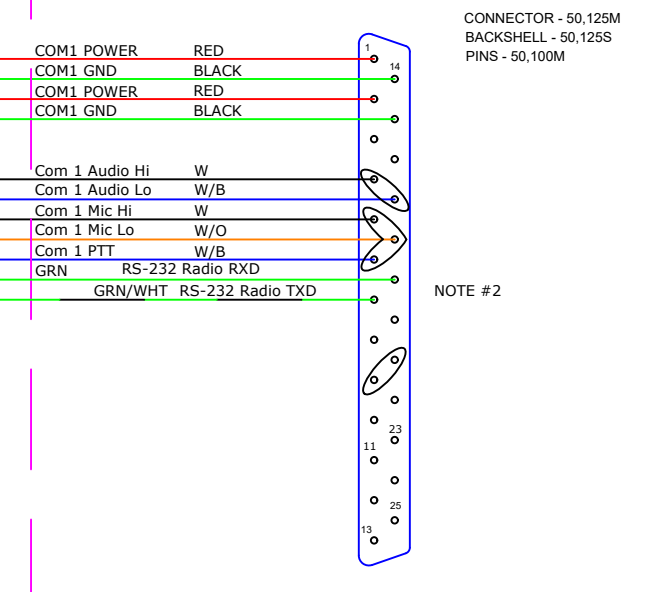 CONNECTOR - 50,125M
BACKSHELL - 50,125S
PINS - 50,100M
1
COM1 POWER RED
14
COM1 GND BLACK
COM1 POWER RED
COM1 GND BLACK
Com 1 Audio Hi W
Com 1 Audio Lo W/B
Com 1 Mic Hi W
Com 1 Mic Lo W/O
Com 1 PTT W/B
GRN RS-232 Radio RXD
GRN/WHT RS-232 Radio TXD
NOTE #2
23
11
25
13